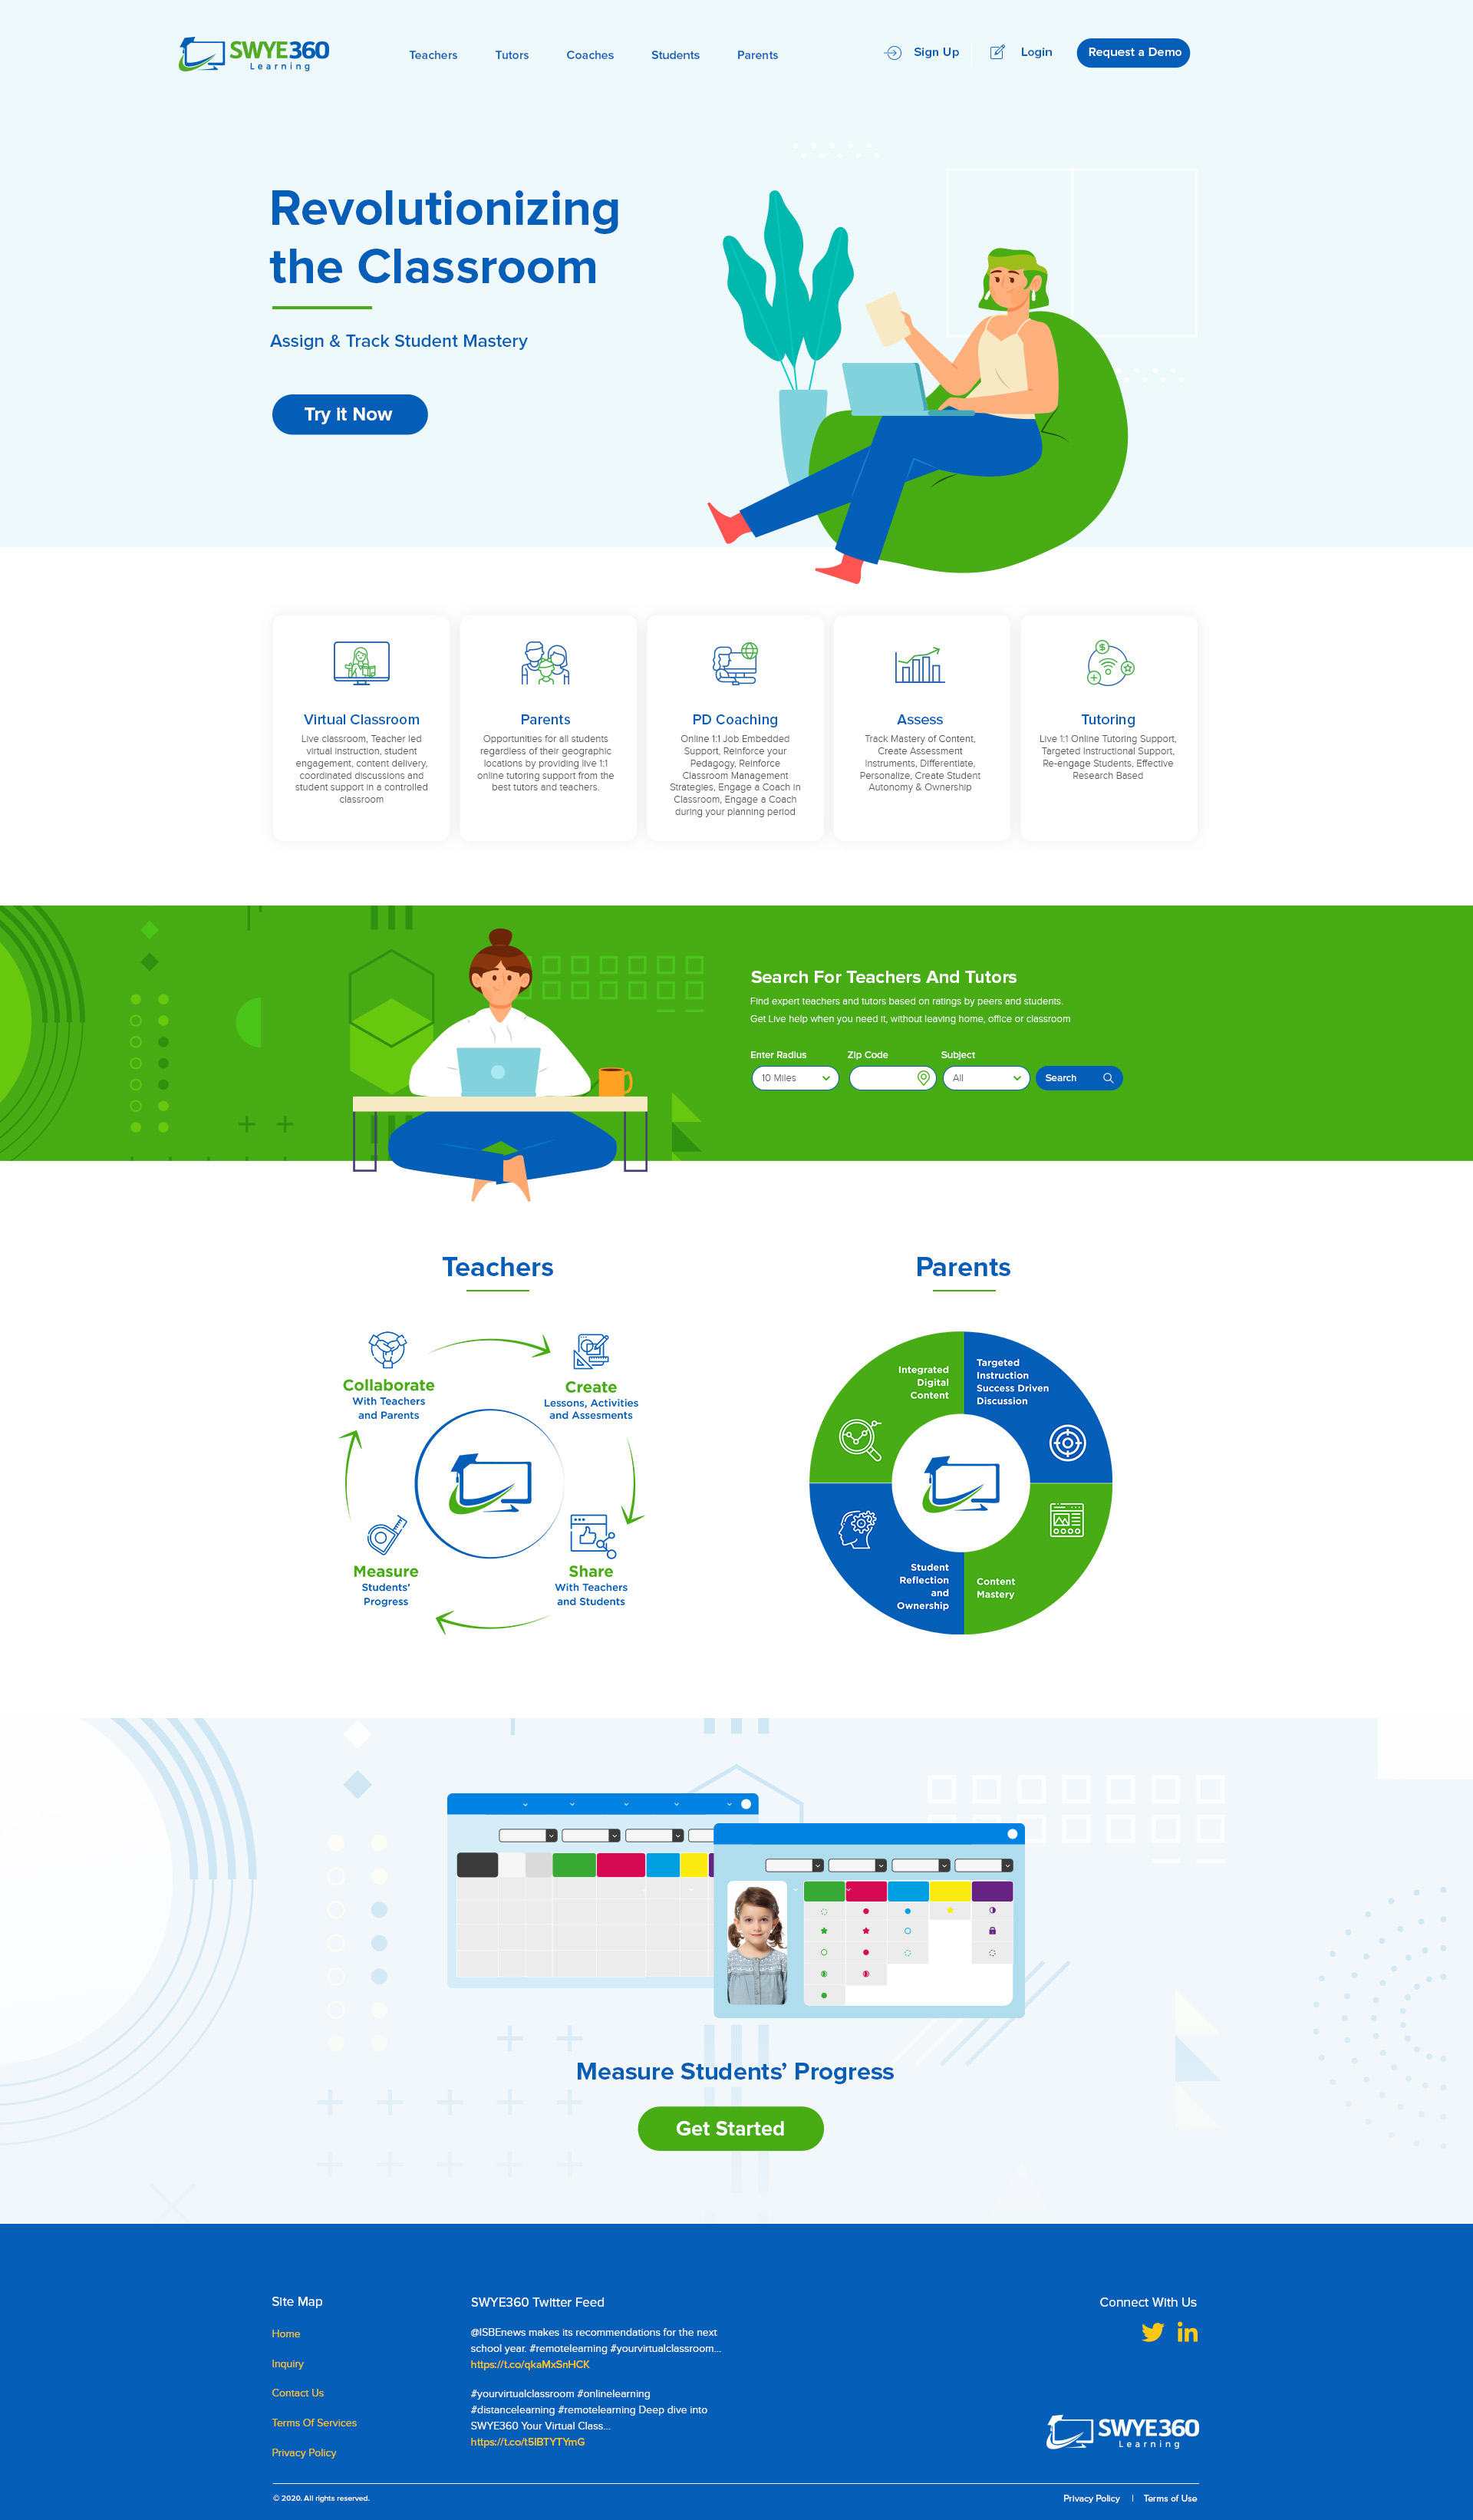 SWYE360
Learning
Teachers
Tutors
Coaches
Students
Parents
Sign Up
Login
Request a Demo
Revolutionizing
the Classroom
Assign & Track Student Mastery
Try it Now
Virtual Classroom
Live classroom, Teacher led
virtual instruction, student
engagement, content delivery,
coordinated discussions and
student support in a controlled
classroom
Parents
Opportunities for all students
regardless of their geographic
locations by providing live 1:1
online tutoring support from the
best tutors and teachers.
PD Coaching
Online 1:1 Job Embedded
Support, Reinforce your
Pedagogy, Reinforce
Classroom Management
Strategies, Engage a Coach in
Classroom, Engage a Coach
during your planning period
Assess
Track Mastery of Content,
Create Assessment
Instruments, Differentiate,
Personalize, Create Student
Autonomy & Ownership
Tutoring
Live 1:1 Online Tutoring Support,
Targeted Instructional Support,
Re-engage Students, Effective
Research Based
Search For Teachers And Tutors
Find expert teachers and tutors based on ratings by peers and students.
Get Live help when you need it, without leaving home, office or classroom
Enter Radius
Zip Code
Subject
10 Miles
All
Search
Teachers
Collaborate
With Teachers
and Parents
Create
Lessons, Activities
and Assesments
Measure
Students'
Progress
Share
With Teachers
and Students
Parents
Integrated
Digital
Content
Targeted
Instruction
Success Driven
Discussion
Student
Reflection
and
Ownership
Content
Mastery
Measure Students' Progress
Get Started
Site Map
Home
Inquiry
Contact Us
Terms Of Services
Privacy Policy
SWYE360 Twitter Feed
@ISBEnews makes its recommendations for the next
school year. #remotelearning #yourvirtualclassroom...
https://t.co/qkaMxSnHCK
#yourvirtualclassroom #onlinelearning
#distancelearning #remotelearning Deep dive into
SWYE360 Your Virtual Class...
https://t.co/t5IBTYTYmG
Connect With Us
SWYE360
Learning
© 2020. All rights reserved.
Privacy Policy | Terms of Use